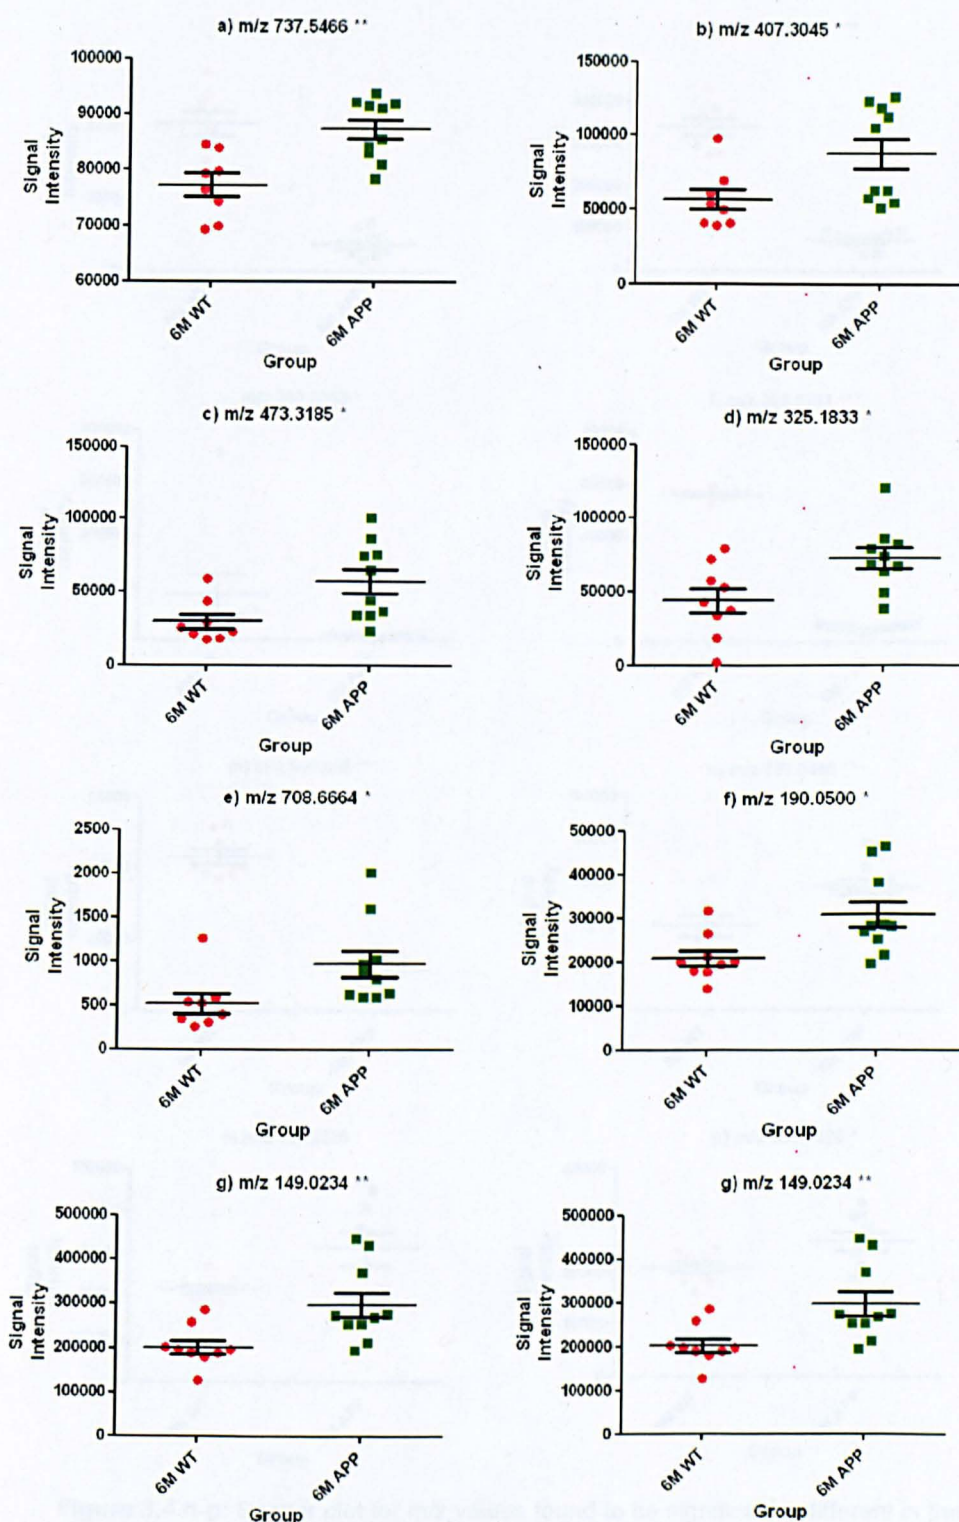 a) m/z 737.5466 **
100000
90000
80000
70000
60000
Signal
Intensity
6M WT
6M APP
Group
b) m/z 407.3045 *
150000
100000
50000
0
Signal
Intensity
6M WT
6M APP
Group
c) m/z 473.3185 *
150000
100000
50000
0
Signal
Intensity
6M WT
6M APP
Group
d) m/z 325.1833 *
150000
100000
50000
0
Signal
Intensity
6M WT
6M APP
Group
e) m/z 708.6664 *
2500
2000
1500
1000
500
0
Signal
Intensity
6M WT
6M APP
Group
f) m/z 190.0500 *
50000
40000
30000
20000
10000
0
Signal
Intensity
6M WT
6M APP
Group
g) m/z 149.0234 **
500000
400000
300000
200000
100000
0
Signal
Intensity
6M WT
6M APP
Group
g) m/z 149.0234 **
500000
400000
300000
200000
100000
0
Signal
Intensity
6M WT
6M APP
Group